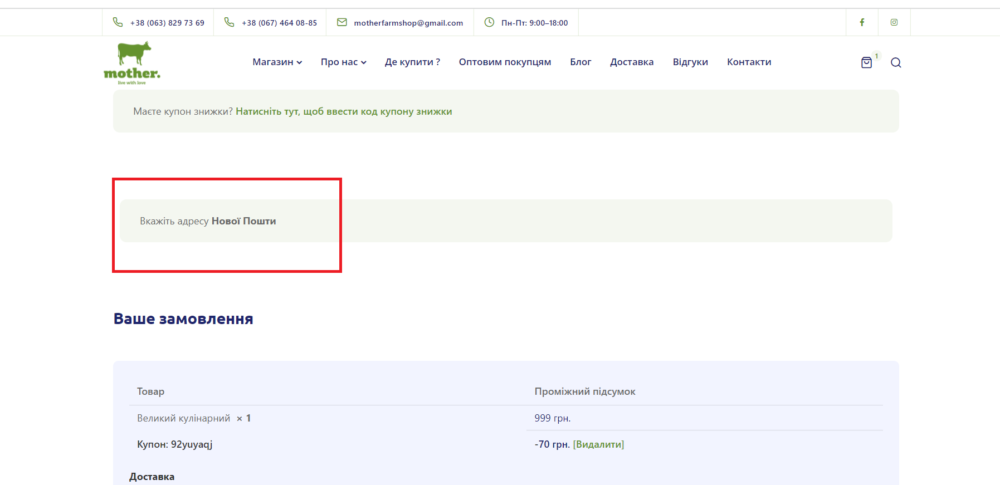 +38 (063) 829 73 69
+38 (067) 464 08-85
motherfarmshop@gmail.com
Пн-Пт: 9:00–18:00
mother.
live with love
Магазин
Про нас
Де купити ?
Оптовим покупцям
Блог
Доставка
Відгуки
Контакти
1
Маєте купон знижки? Натисніть тут, щоб ввести код купону знижки
Вкажіть адресу Нової Пошти
Ваше замовлення
Товар
Проміжний підсумок
Великий кулінарний × 1
999 грн.
Купон: 92yuyaqj
-70 грн. [Видалити]
Доставка